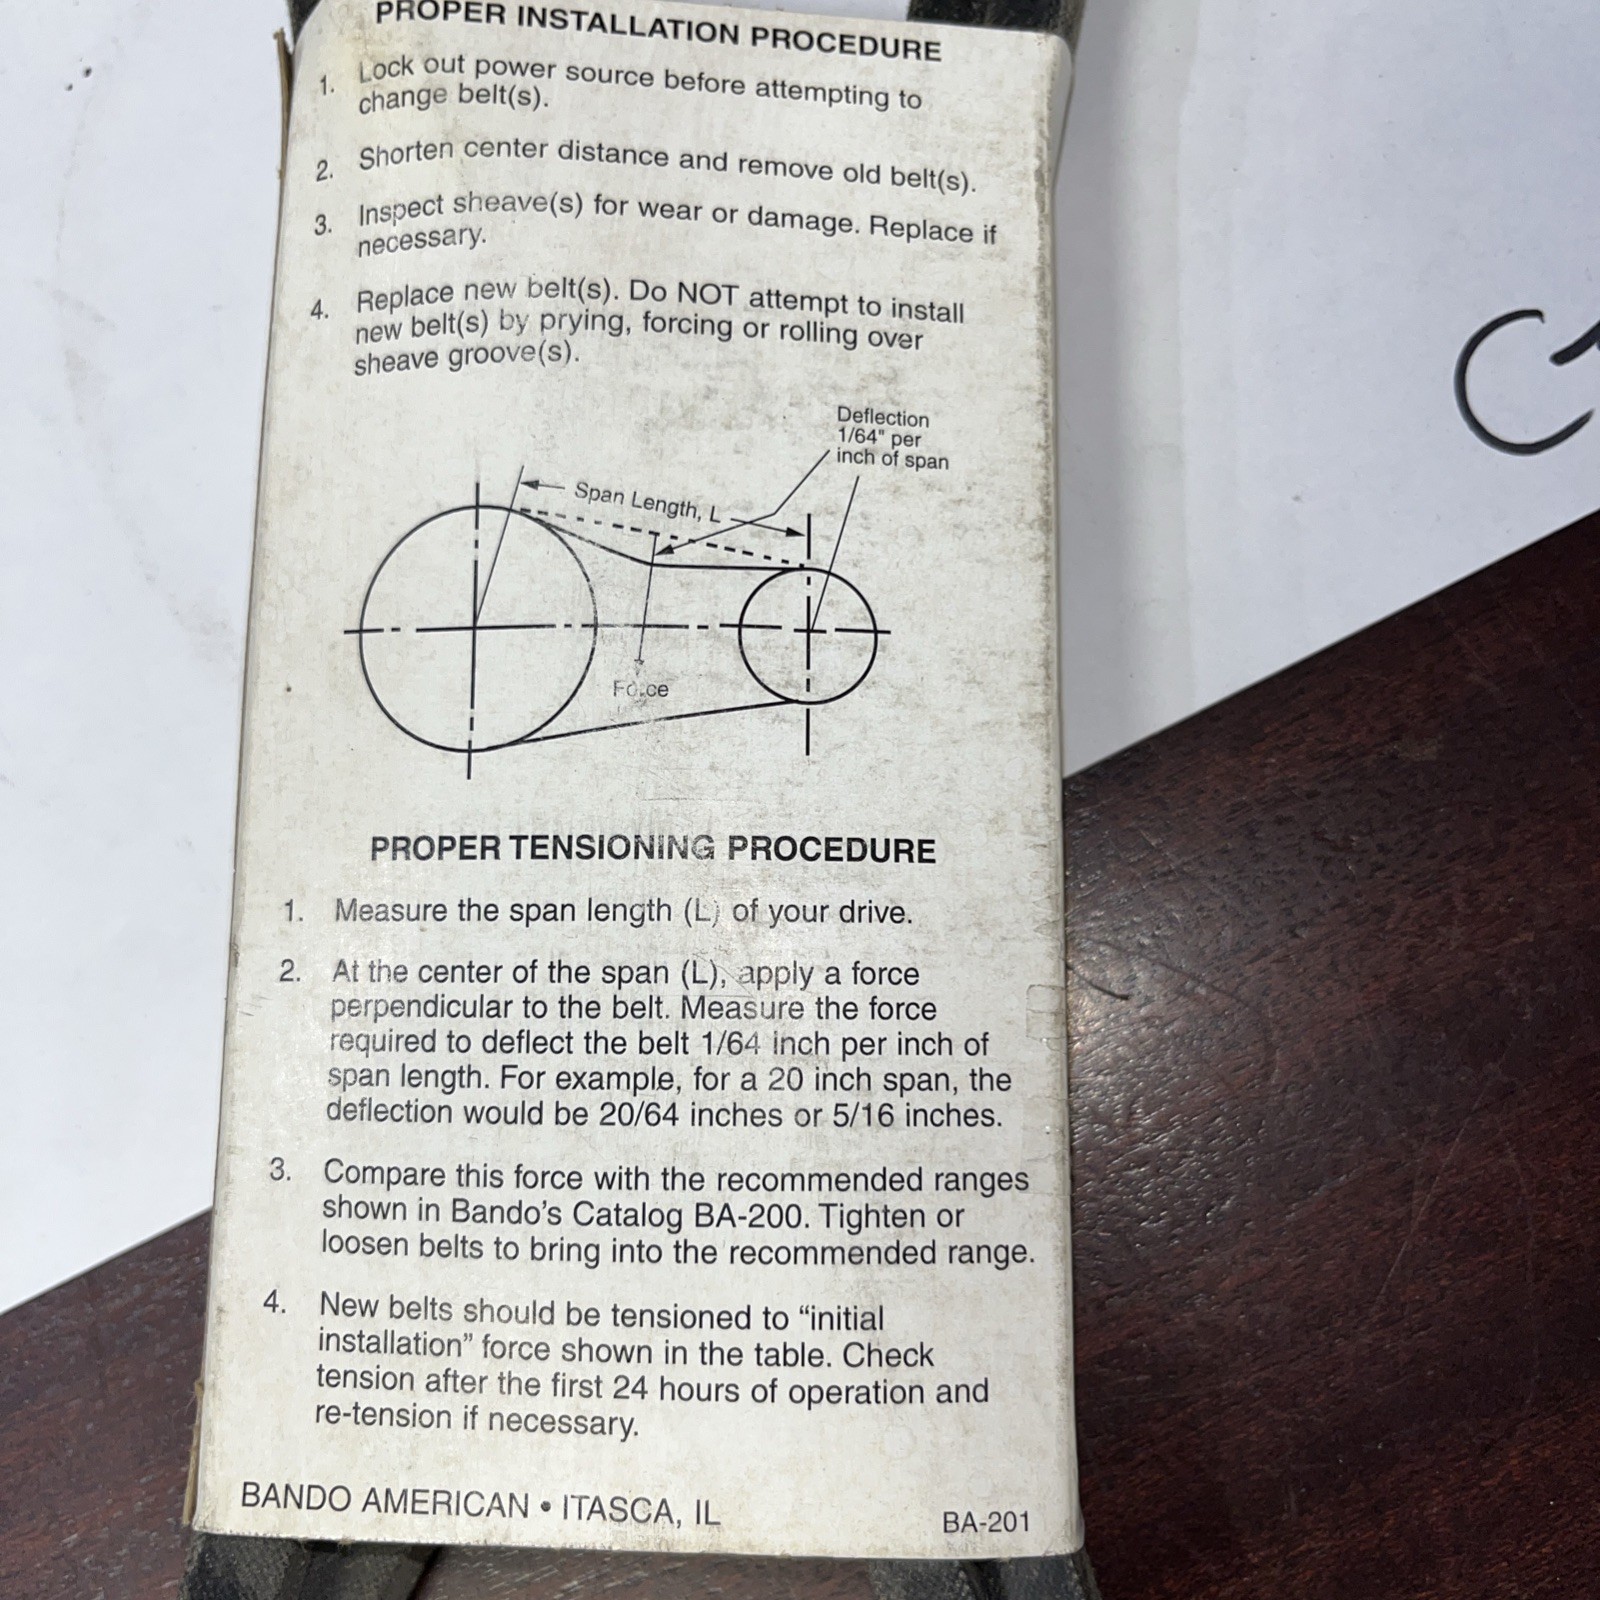 PROPER INSTALLATION PROCEDURE
1. Lock out power source before attempting to
change belt(s).
2. Shorten center distance and remove old belt(s).
3. Inspect sheave(s) for wear or damage. Replace if
necessary.
4. Replace new belt(s). Do NOT attempt to install
new belt(s) by prying, forcing or rolling over
sheave groove(s).
Deflection
1/64" per
inch of span
Span Length, L
Force
PROPER TENSIONING PROCEDURE
1. Measure the span length (L) of your drive.
2. At the center of the span (L), apply a force
perpendicular to the belt. Measure the force
required to deflect the belt 1/64 inch per inch of
span length. For example, for a 20 inch span, the
deflection would be 20/64 inches or 5/16 inches.
3. Compare this force with the recommended ranges
shown in Bando's Catalog BA-200. Tighten or
loosen belts to bring into the recommended range.
4. New belts should be tensioned to “initial
installation” force shown in the table. Check
tension after the first 24 hours of operation and
re-tension if necessary.
BANDO AMERICAN • ITASCA, IL
BA-201